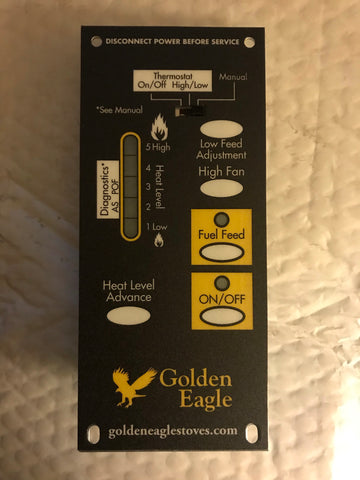 DISCONNECT POWER BEFORE SERVICE
Thermostat
On/Off High/Low
Manual
*See Manual
5 High
4
3
2
1 Low
Heat Level
Diagnostics*
AS POF
Low Feed
Adjustment
High Fan
Fuel Feed
Heat Level
Advance
ON/OFF
Golden
Eagle
goldeneaglestoves.com